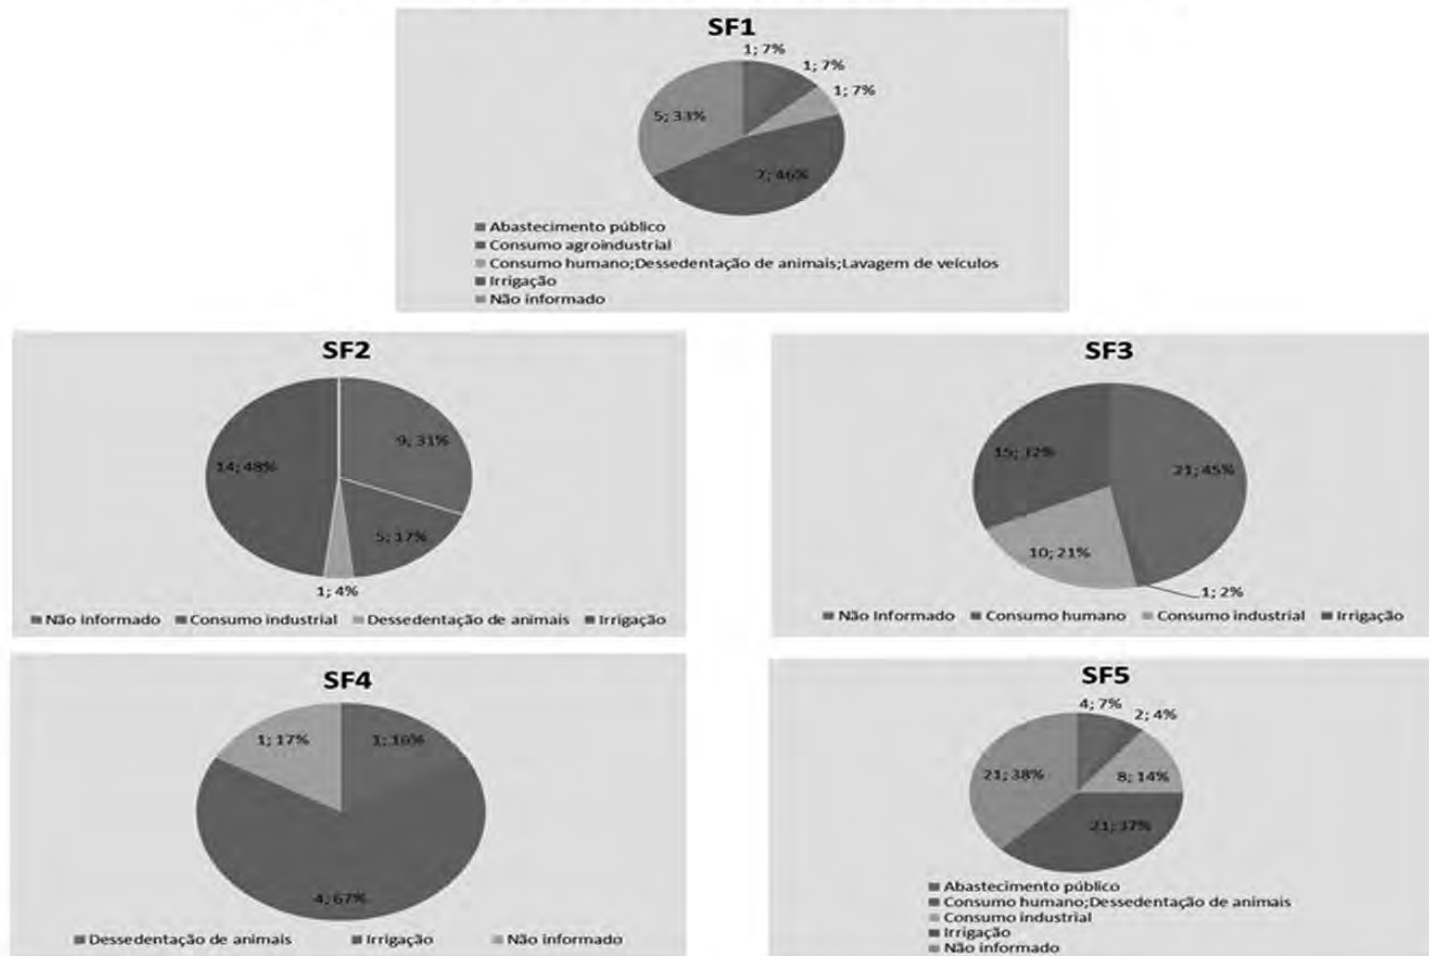 SF1
1; 7%
1; 7%
1; 7%
5; 33%
7; 46%
Abastecimento público
Consumo agroindustrial
Consumo humano;Dessedentação de animais;Lavagem de veículos
Irrigação
Não informado
SF2
9; 31%
14; 48%
5; 17%
1; 4%
Não informado Consumo industrial Dessedentação de animais Irrigação
SF3
15; 32%
21; 45%
10; 21%
1; 2%
Não Informado Consumo humano Consumo industrial Irrigação
SF4
1; 17%
1; 16%
4; 67%
Dessedentação de animais Irrigação Não informado
SF5
4; 7%
2; 4%
21; 38%
8; 14%
21; 37%
Abastecimento público
Consumo humano;Dessedentação de animais
Consumo industrial
Irrigação
Não informado